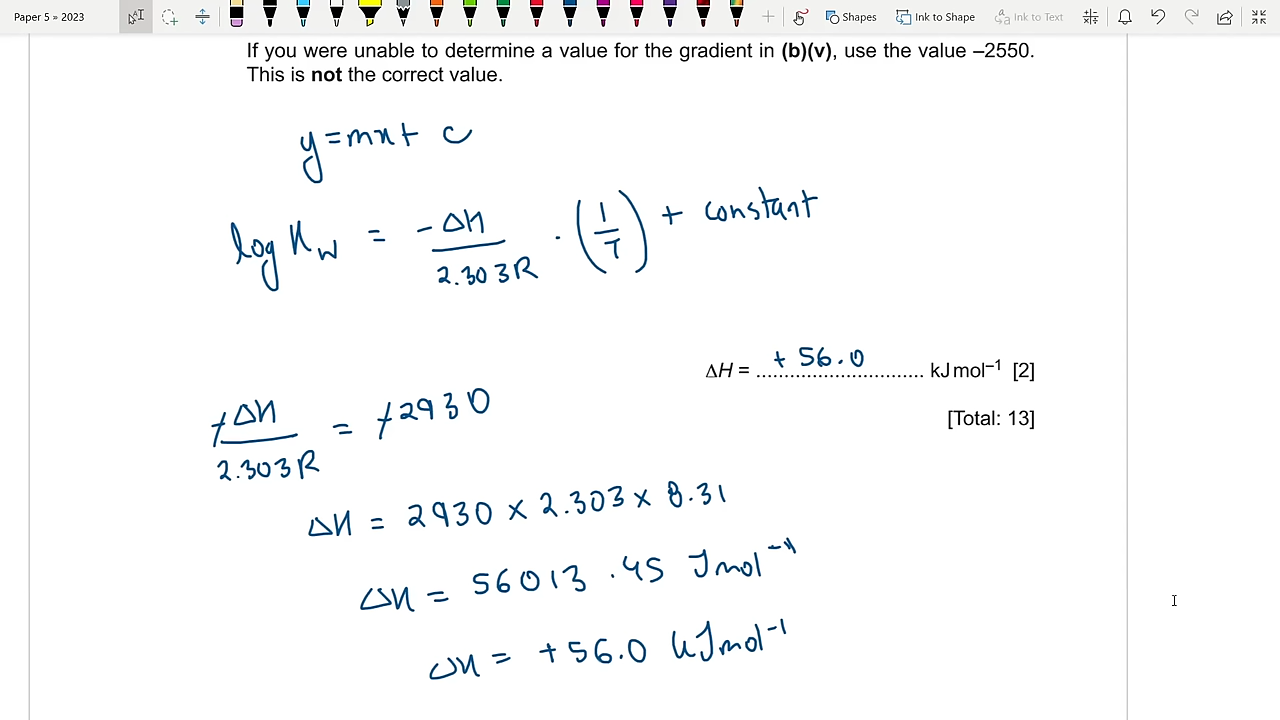 Paper 5 » 2023
Shapes
Ink to Shape
Ink to Text
If you were unable to determine a value for the gradient in (b)(v), use the value –2550.
This is not the correct value.
y = mx + c
log Kw = -ΔH / 2.303R · (1/T) + constant
ΔH = + 56.0 kJ mol–1 [2]
[Total: 13]
-ΔH / 2.303R = -2930
ΔH = 2930 × 2.303 × 8.31
ΔH = 56013.45 J mol-1
ΔH = +56.0 kJ mol-1